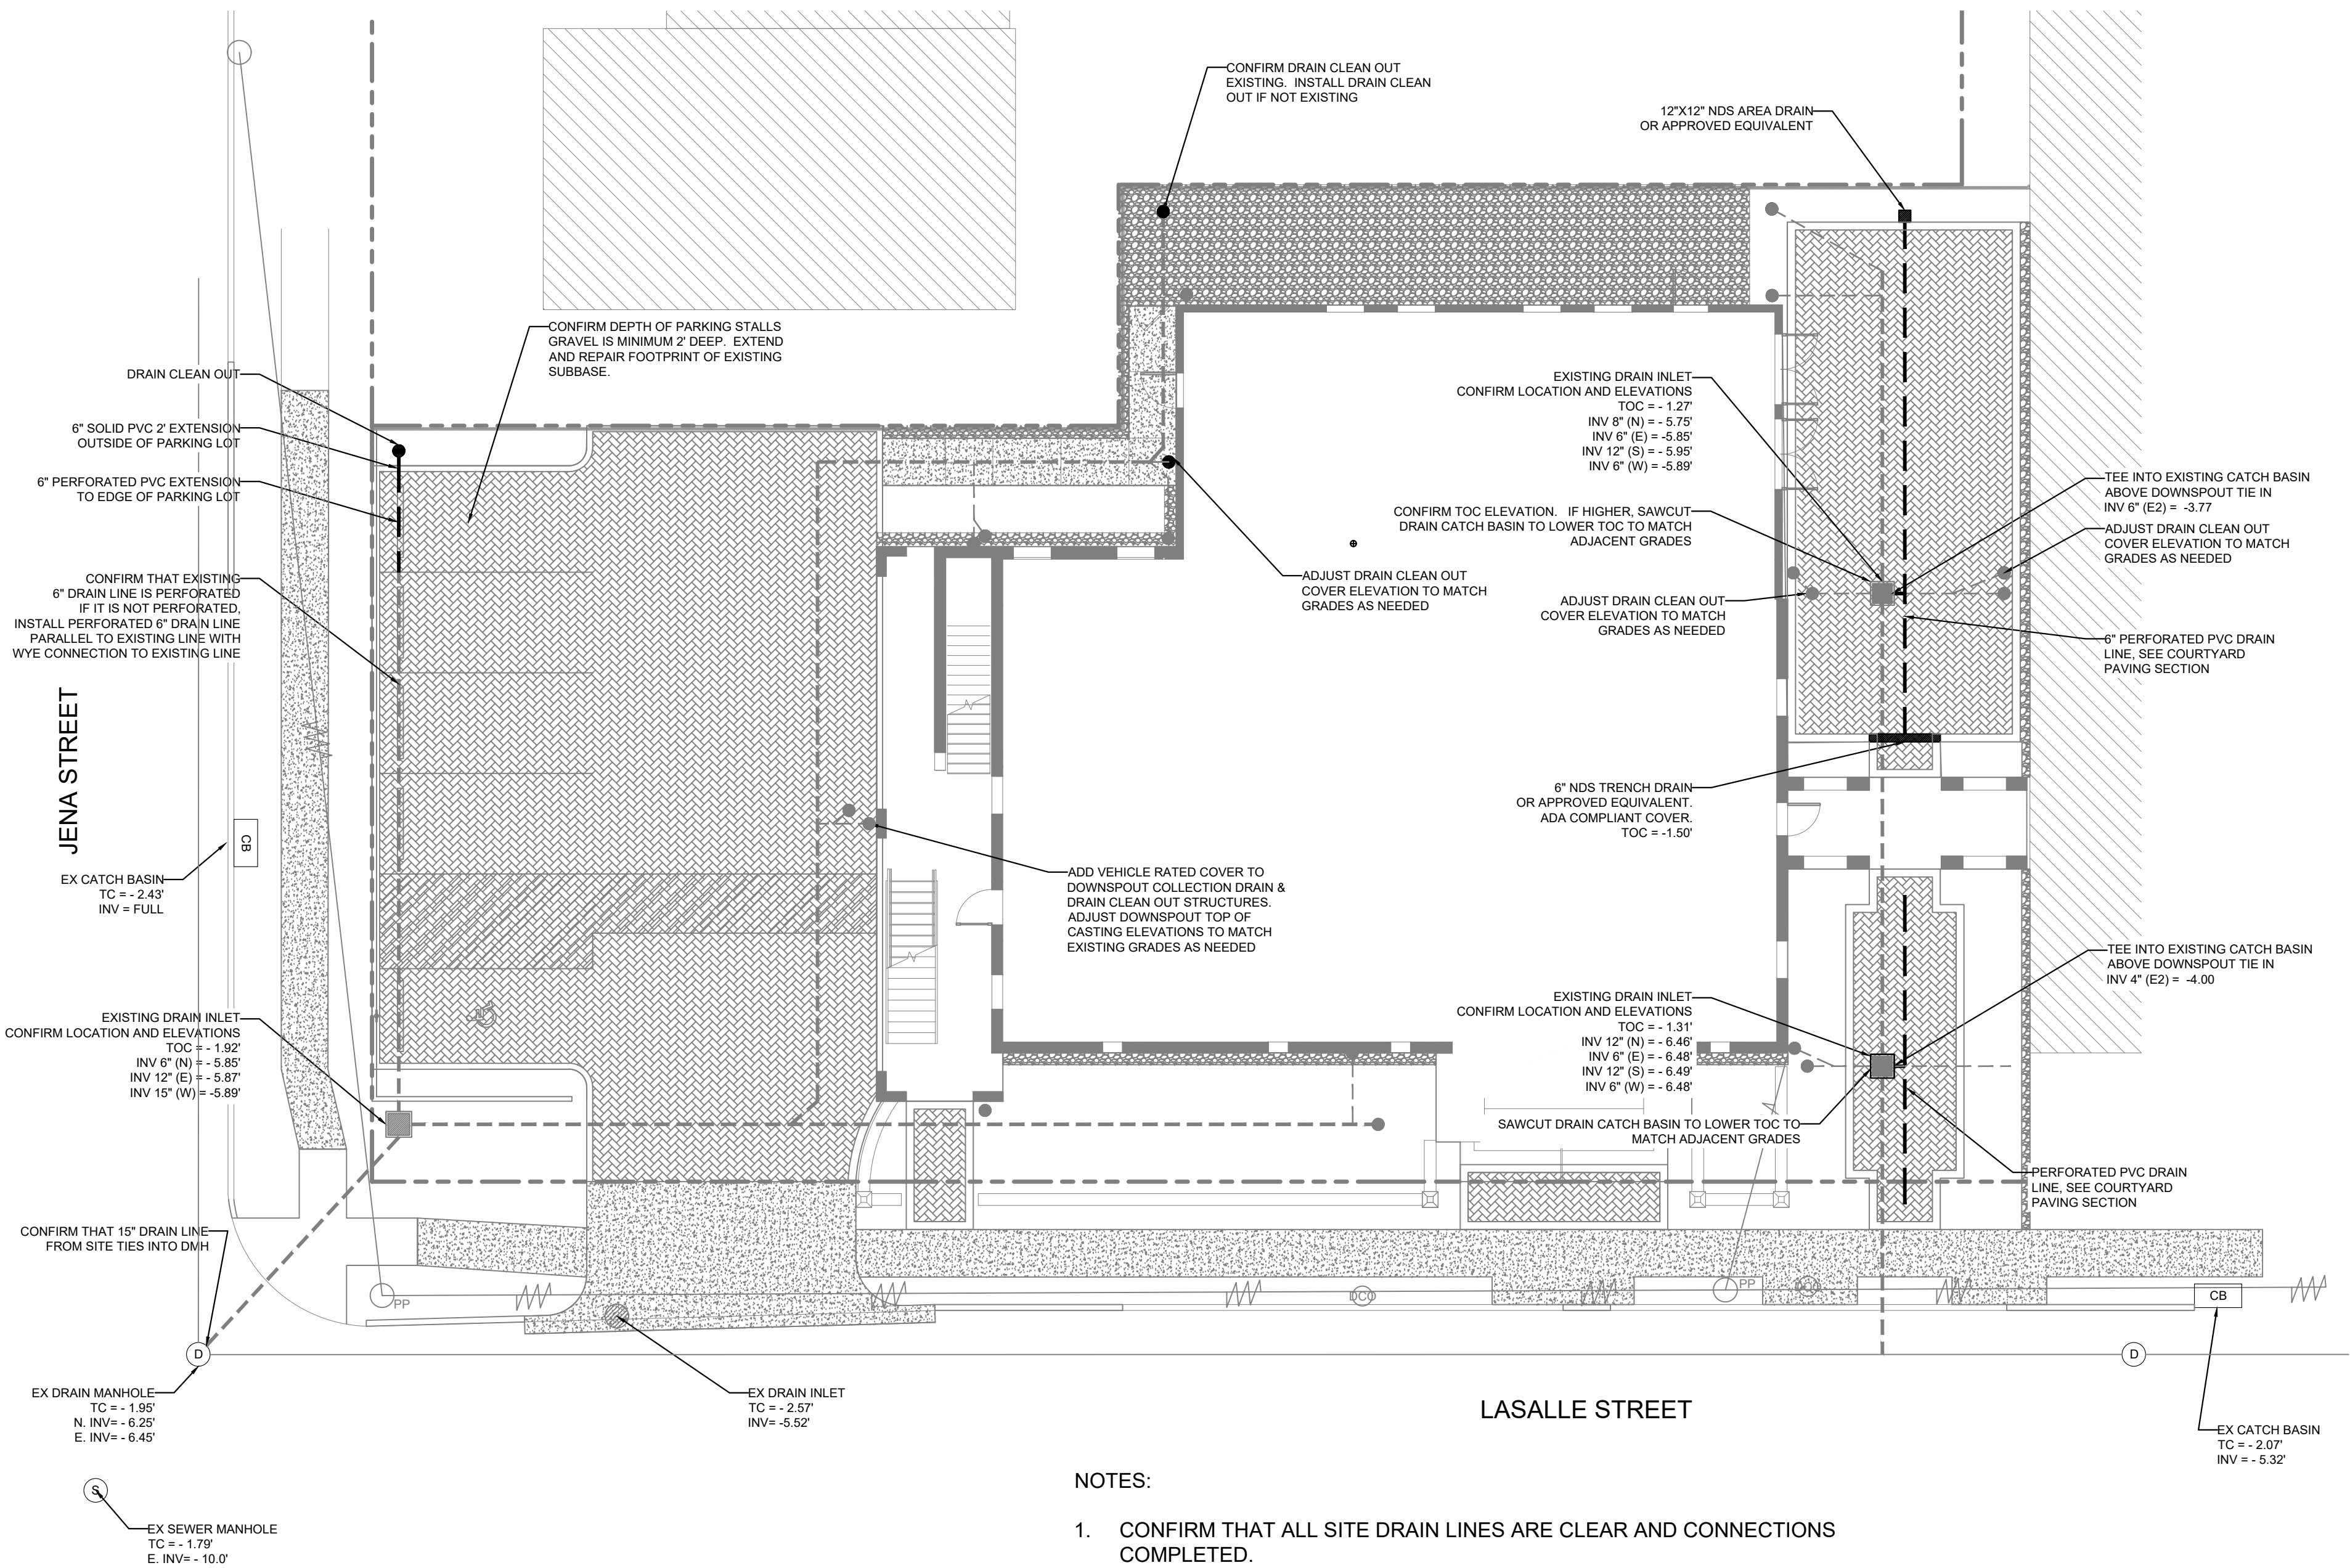 CONFIRM DRAIN CLEAN OUT
EXISTING. INSTALL DRAIN CLEAN
OUT IF NOT EXISTING
12"X12" NDS AREA DRAIN
OR APPROVED EQUIVALENT
CONFIRM DEPTH OF PARKING STALLS
GRAVEL IS MINIMUM 2' DEEP. EXTEND
AND REPAIR FOOTPRINT OF EXISTING
SUBBASE.
DRAIN CLEAN OUT
6" SOLID PVC 2' EXTENSION
OUTSIDE OF PARKING LOT
6" PERFORATED PVC EXTENSION
TO EDGE OF PARKING LOT
CONFIRM THAT EXISTING
6" DRAIN LINE IS PERFORATED
IF IT IS NOT PERFORATED,
INSTALL PERFORATED 6" DRAIN LINE
PARALLEL TO EXISTING LINE WITH
WYE CONNECTION TO EXISTING LINE
EXISTING DRAIN INLET
CONFIRM LOCATION AND ELEVATIONS
TOC = - 1.27'
INV 8" (N) = - 5.75'
INV 6" (E) = -5.85'
INV 12" (S) = - 5.95'
INV 6" (W) = -5.89'
CONFIRM TOC ELEVATION. IF HIGHER, SAWCUT
DRAIN CATCH BASIN TO LOWER TOC TO MATCH
ADJACENT GRADES
TEE INTO EXISTING CATCH BASIN
ABOVE DOWNSPOUT TIE IN
INV 6" (E2) = -3.77
ADJUST DRAIN CLEAN OUT
COVER ELEVATION TO MATCH
GRADES AS NEEDED
ADJUST DRAIN CLEAN OUT
COVER ELEVATION TO MATCH
GRADES AS NEEDED
ADJUST DRAIN CLEAN OUT
COVER ELEVATION TO MATCH
GRADES AS NEEDED
6" PERFORATED PVC DRAIN
LINE, SEE COURTYARD
PAVING SECTION
JENA STREET
CB
EX CATCH BASIN
TC = - 2.43'
INV = FULL
6" NDS TRENCH DRAIN
OR APPROVED EQUIVALENT.
ADA COMPLIANT COVER.
TOC = -1.50'
ADD VEHICLE RATED COVER TO
DOWNSPOUT COLLECTION DRAIN &
DRAIN CLEAN OUT STRUCTURES.
ADJUST DOWNSPOUT TOP OF
CASTING ELEVATIONS TO MATCH
EXISTING GRADES AS NEEDED
TEE INTO EXISTING CATCH BASIN
ABOVE DOWNSPOUT TIE IN
INV 4" (E2) = -4.00
EXISTING DRAIN INLET
CONFIRM LOCATION AND ELEVATIONS
TOC = - 1.92'
INV 6" (N) = - 5.85'
INV 12" (E) = - 5.87'
INV 15" (W) = -5.89'
EXISTING DRAIN INLET
CONFIRM LOCATION AND ELEVATIONS
TOC = - 1.31'
INV 12" (N) = - 6.46'
INV 6" (E) = - 6.48'
INV 12" (S) = - 6.49'
INV 6" (W) = - 6.48'
SAWCUT DRAIN CATCH BASIN TO LOWER TOC TO
MATCH ADJACENT GRADES
PERFORATED PVC DRAIN
LINE, SEE COURTYARD
PAVING SECTION
CONFIRM THAT 15" DRAIN LINE
FROM SITE TIES INTO DMH
PP
DCO
PP
DCO
CB
D
D
EX DRAIN MANHOLE
TC = - 1.95'
N. INV= - 6.25'
E. INV= - 6.45'
EX DRAIN INLET
TC = - 2.57'
INV= -5.52'
LASALLE STREET
EX CATCH BASIN
TC = - 2.07'
INV = - 5.32'
S
EX SEWER MANHOLE
TC = - 1.79'
E. INV= - 10.0'
NOTES:
1. CONFIRM THAT ALL SITE DRAIN LINES ARE CLEAR AND CONNECTIONS
COMPLETED.